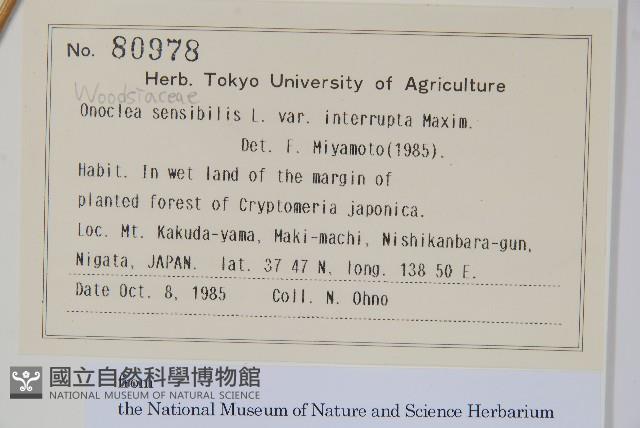 No. 80978
Herb. Tokyo University of Agriculture
Woodsiaceae
Onoclea sensibilis L. var. interrupta Maxim.
Det. F. Miyamoto(1985).
Habit. In wet land of the margin of
planted forest of Cryptomeria japonica.
Loc. Mt. Kakuda-yama, Maki-machi, Nishikanbara-gun,
Nigata, JAPAN. lat. 37 47 N, long. 138 50 E.
Date Oct. 8, 1985 Coll. N. Ohno
國立自然科學博物館
NATIONAL MUSEUM OF NATURAL SCIENCE
from
the National Museum of Nature and Science Herbarium